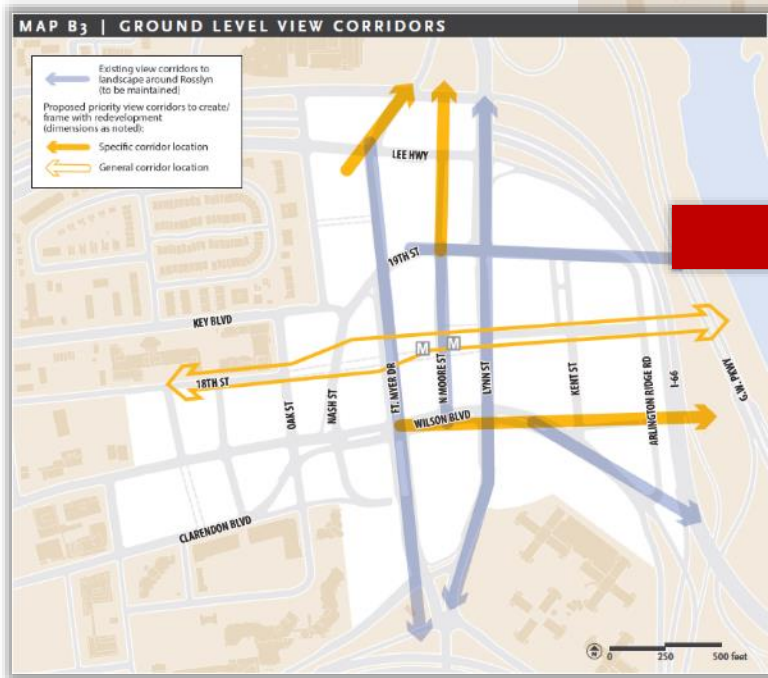 MAP B3 | GROUND LEVEL VIEW CORRIDORS
Existing view corridors to
landscape around Rosslyn
(to be maintained)
Proposed priority view corridors to create/
frame with redevelopment
(dimensions as noted):
Specific corridor location
General corridor location
LEE HWY
19TH ST
KEY BLVD
18TH ST
M
M
OAK ST
NASH ST
FT. MYER DR
N MOORE ST
LYNN ST
KENT ST
ARLINGTON RIDGE RD
I-66
G.W. PKWY
WILSON BLVD
CLARENDON BLVD
N
0 250 500 feet